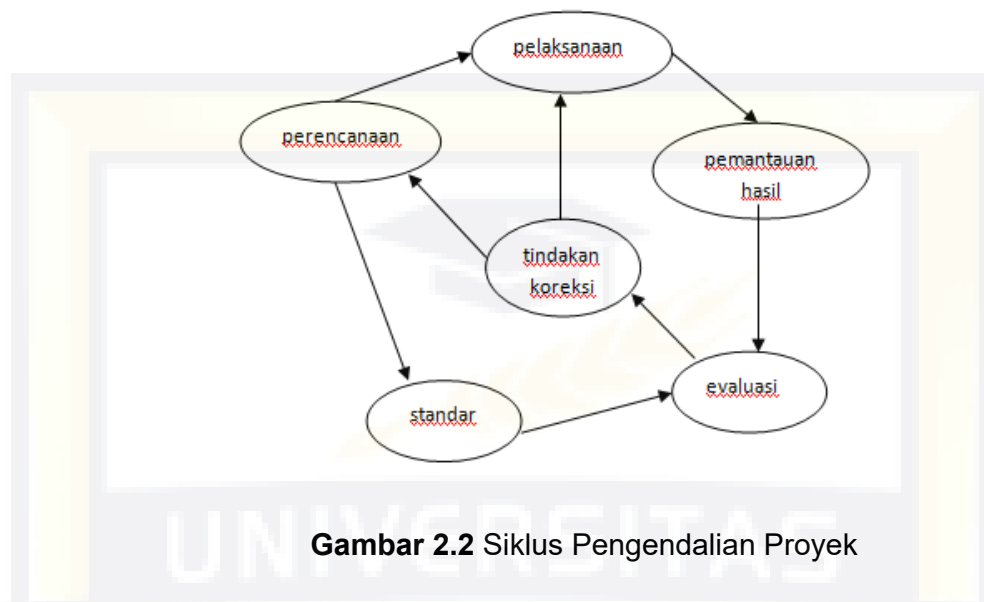 pelaksanaan
perencanaan
pemantauan
hasil
tindakan
koreksi
evaluasi
standar
UNIVERSITAS
Gambar 2.2 Siklus Pengendalian Proyek